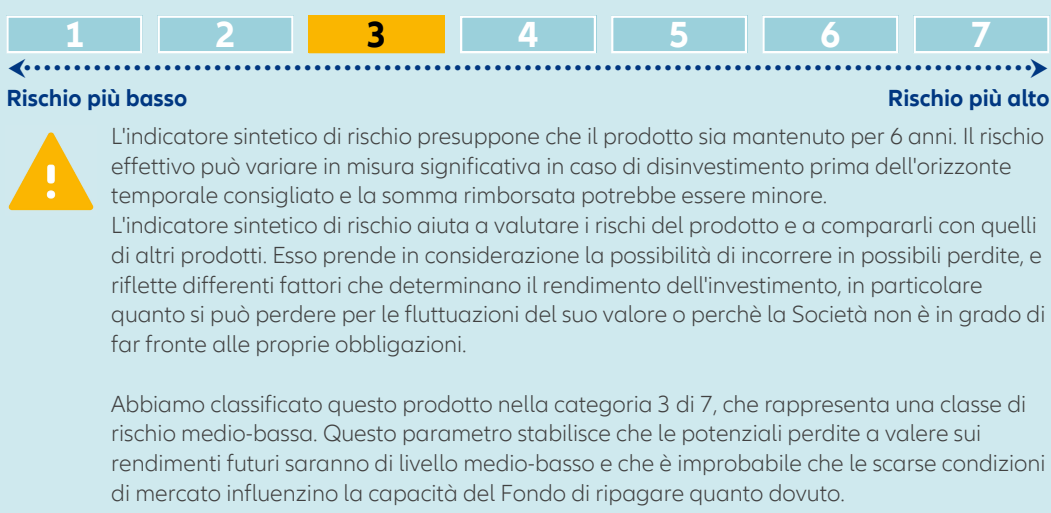 1 2 3 4 5 6 7
Rischio più basso Rischio più alto
L'indicatore sintetico di rischio presuppone che il prodotto sia mantenuto per 6 anni. Il rischio
effettivo può variare in misura significativa in caso di disinvestimento prima dell'orizzonte
temporale consigliato e la somma rimborsata potrebbe essere minore.
L'indicatore sintetico di rischio aiuta a valutare i rischi del prodotto e a compararli con quelli
di altri prodotti. Esso prende in considerazione la possibilità di incorrere in possibili perdite, e
riflette differenti fattori che determinano il rendimento dell'investimento, in particolare
quanto si può perdere per le fluttuazioni del suo valore o perchè la Società non è in grado di
far fronte alle proprie obbligazioni.
Abbiamo classificato questo prodotto nella categoria 3 di 7, che rappresenta una classe di
rischio medio-bassa. Questo parametro stabilisce che le potenziali perdite a valere sui
rendimenti futuri saranno di livello medio-basso e che è improbabile che le scarse condizioni
di mercato influenzino la capacità del Fondo di ripagare quanto dovuto.